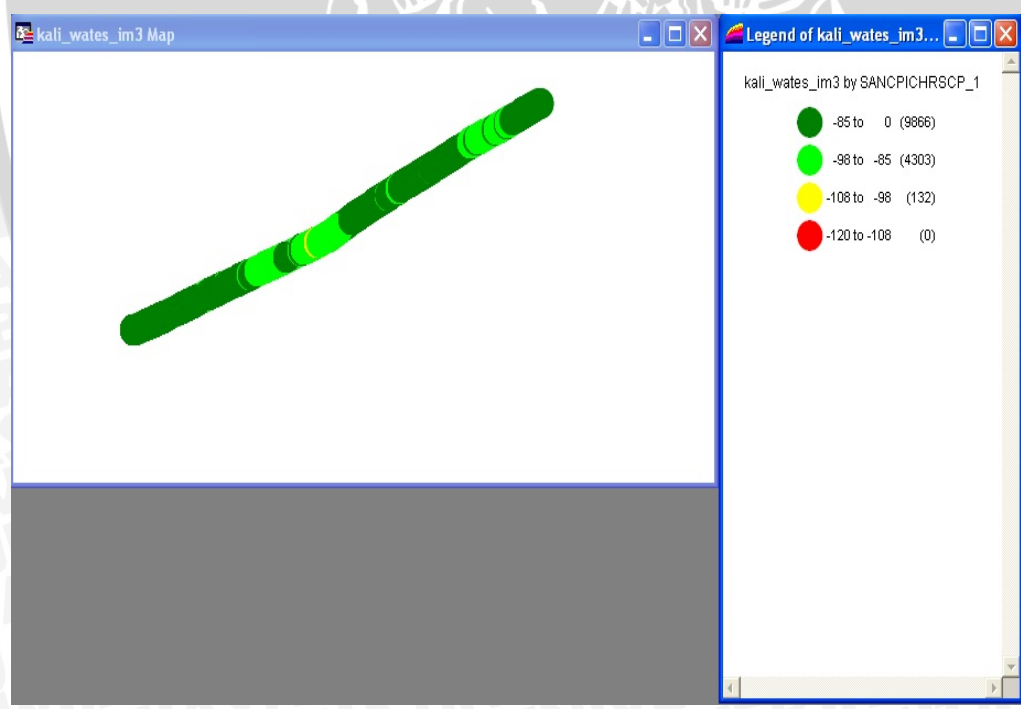 kali_wates_im3 Map
Legend of kali_wates_im3...
kali_wates_im3 by SANCPICHRSCP_1
-85 to 0 (9866)
-98 to -85 (4303)
-108 to -98 (132)
-120 to -108 (0)